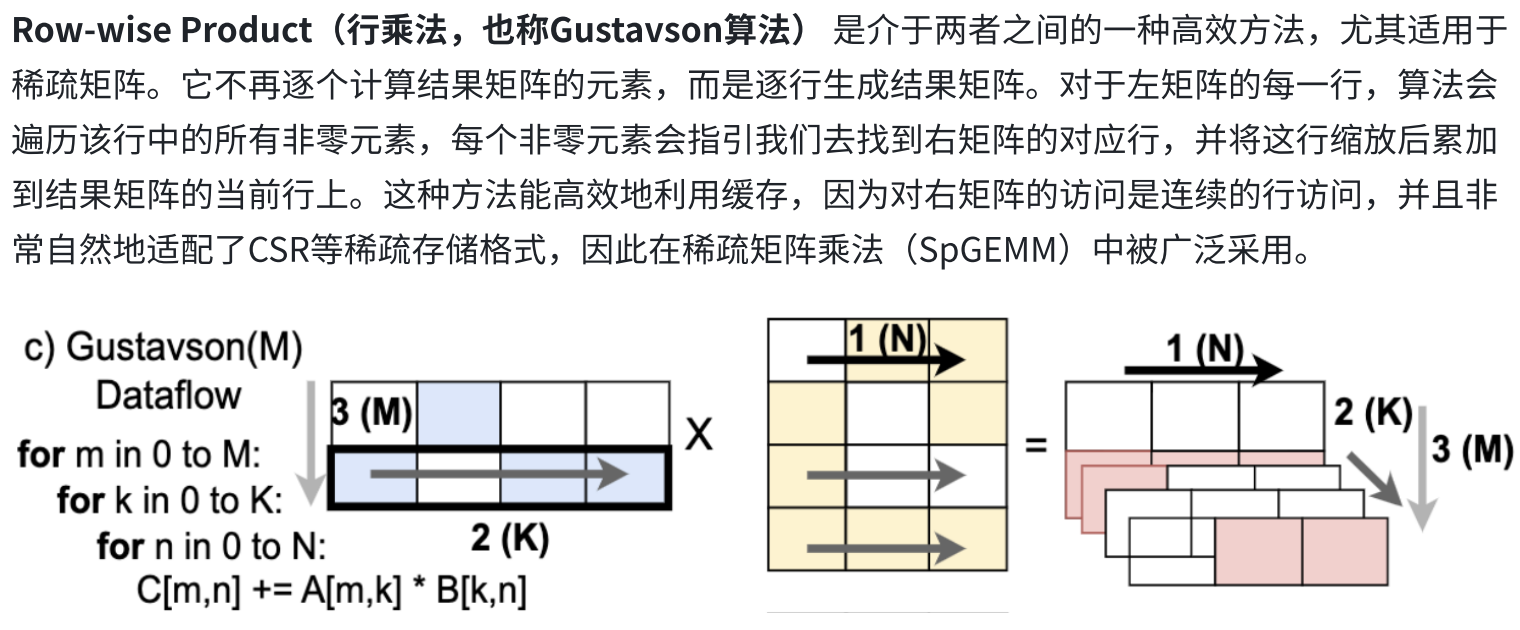 Row-wise Product（行乘法，也称Gustavson算法） 是介于两者之间的一种高效方法，尤其适用于
稀疏矩阵。它不再逐个计算结果矩阵的元素，而是逐行生成结果矩阵。对于左矩阵的每一行，算法会
遍历该行中的所有非零元素，每个非零元素会指引我们去找到右矩阵的对应行，并将这行缩放后累加
到结果矩阵的当前行上。这种方法能高效地利用缓存，因为对右矩阵的访问是连续的行访问，并且非
常自然地适配了CSR等稀疏存储格式，因此在稀疏矩阵乘法（SpGEMM）中被广泛采用。
c) Gustavson(M)
Dataflow
for m in 0 to M:
for k in 0 to K:
for n in 0 to N:
C[m,n] += A[m,k] * B[k,n]
3 (M)
2 (K)
X
1 (N)
=
1 (N)
2 (K)
3 (M)